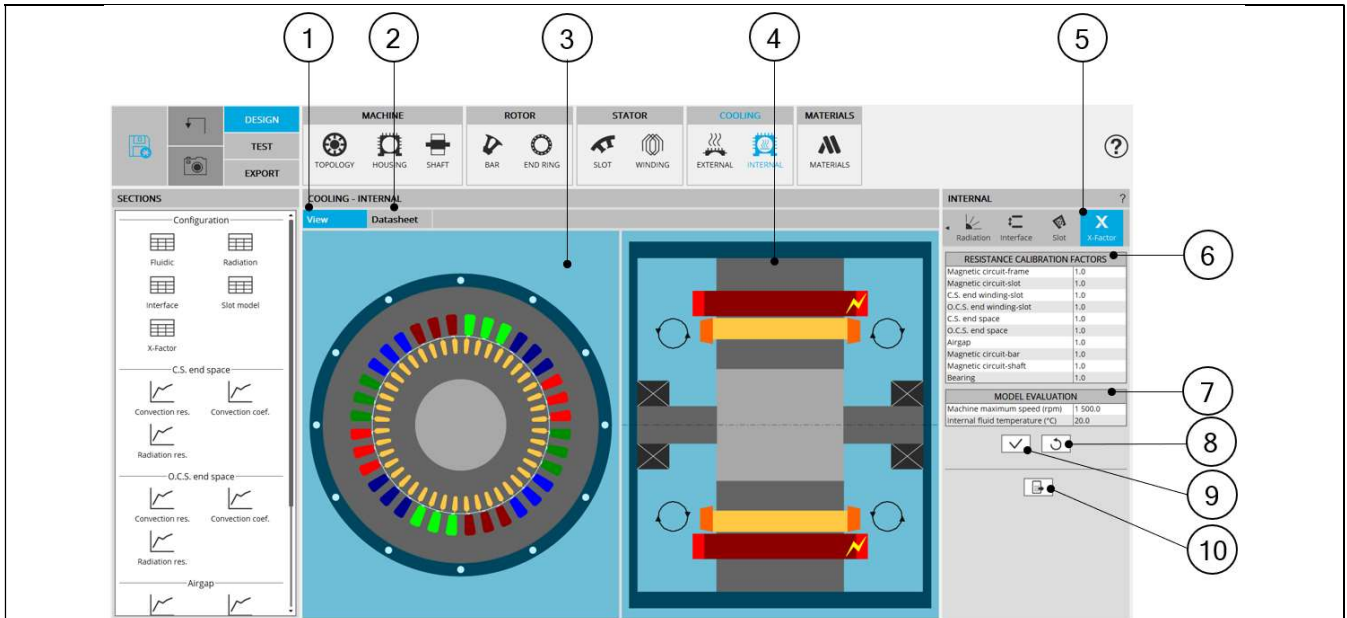 1 2 3 4 5
DESIGN
TEST
EXPORT
MACHINE
TOPOLOGY HOUSING SHAFT
ROTOR
BAR END RING
STATOR
SLOT WINDING
COOLING
EXTERNAL INTERNAL
MATERIALS
MATERIALS
?
SECTIONS
Configuration
Fluidic Radiation
Interface Slot model
X-Factor
C.S. end space
Convection res. Convection coef.
Radiation res.
O.C.S. end space
Convection res. Convection coef.
Radiation res.
Airgap
COOLING - INTERNAL
View Datasheet
INTERNAL ?
Radiation Interface Slot X-Factor
RESISTANCE CALIBRATION FACTORS
Magnetic circuit-frame 1.0
Magnetic circuit-slot 1.0
C.S. end winding-slot 1.0
O.C.S. end winding-slot 1.0
C.S. end space 1.0
O.C.S. end space 1.0
Airgap 1.0
Magnetic circuit-bar 1.0
Magnetic circuit-shaft 1.0
Bearing 1.0
MODEL EVALUATION
Machine maximum speed (rpm) 1 500.0
Internal fluid temperature (°C) 20.0
6
7
8
9
10